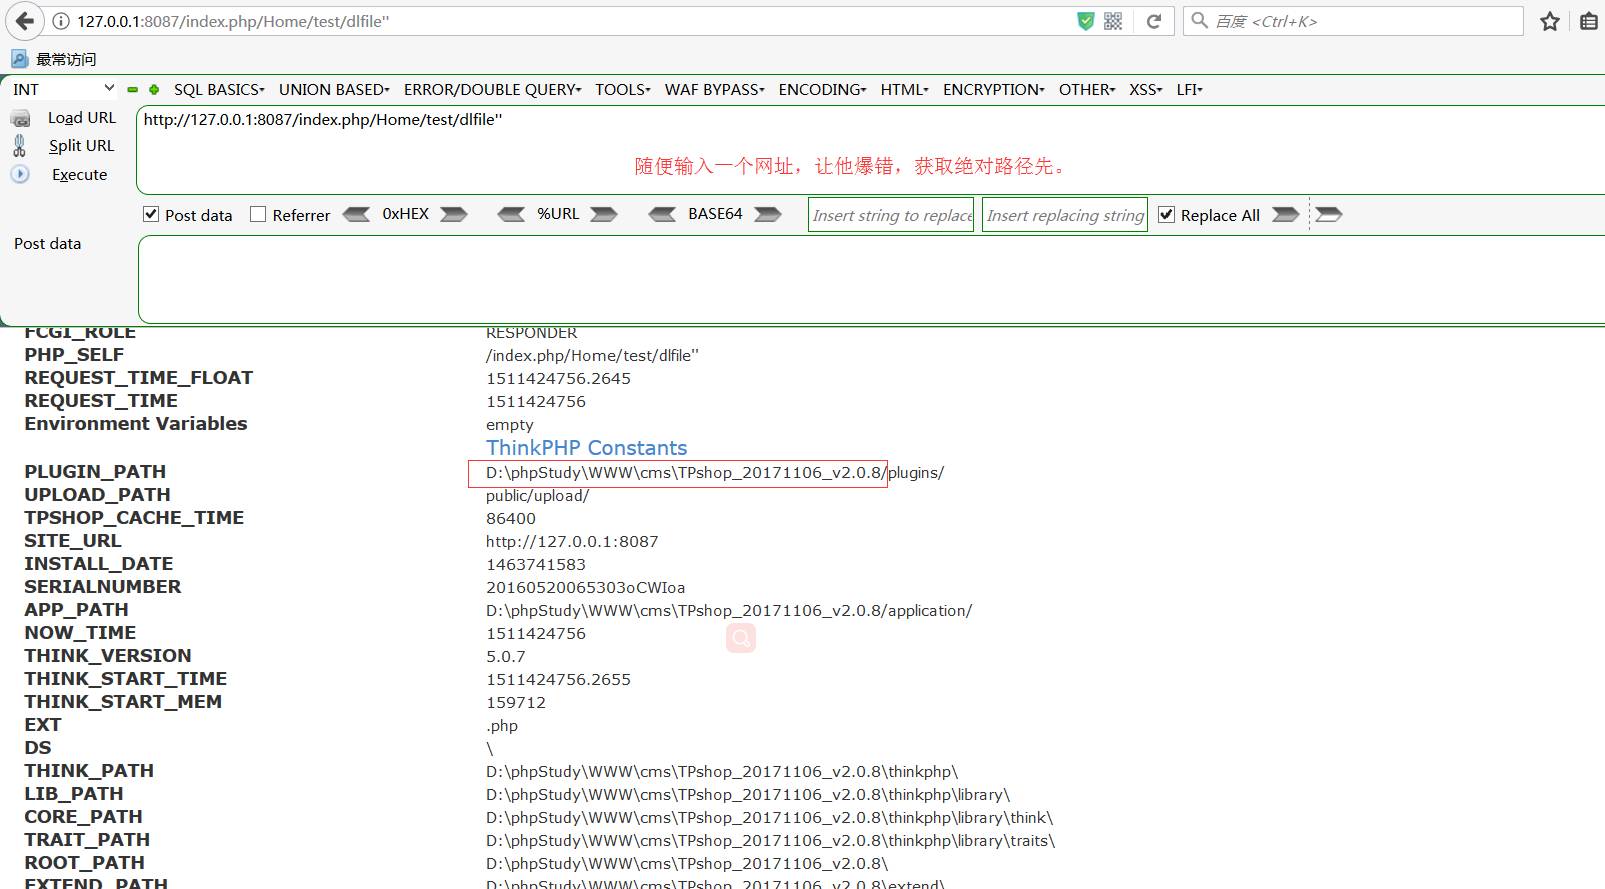 127.0.0.1:8087/index.php/Home/test/dlfile''
百度 <Ctrl+K>
最常访问
INT SQL BASICS UNION BASED ERROR/DOUBLE QUERY TOOLS WAF BYPASS ENCODING HTML ENCRYPTION OTHER XSS LFI
Load URL http://127.0.0.1:8087/index.php/Home/test/dlfile''
Split URL
随便输入一个网址，让他爆错，获取绝对路径先。
Execute
Post data Referrer 0xHEX %URL BASE64 Insert string to replace Insert replacing string Replace All
Post data
FCGI_ROLE RESPONDER
PHP_SELF /index.php/Home/test/dlfile''
REQUEST_TIME_FLOAT 1511424756.2645
REQUEST_TIME 1511424756
Environment Variables empty
ThinkPHP Constants
PLUGIN_PATH D:\phpStudy\WWW\cms\TPshop_20171106_v2.0.8/plugins/
UPLOAD_PATH public/upload/
TPSHOP_CACHE_TIME 86400
SITE_URL http://127.0.0.1:8087
INSTALL_DATE 1463741583
SERIALNUMBER 20160520065303oCWIoa
APP_PATH D:\phpStudy\WWW\cms\TPshop_20171106_v2.0.8/application/
NOW_TIME 1511424756
THINK_VERSION 5.0.7
THINK_START_TIME 1511424756.2655
THINK_START_MEM 159712
EXT .php
DS \
THINK_PATH D:\phpStudy\WWW\cms\TPshop_20171106_v2.0.8\thinkphp\
LIB_PATH D:\phpStudy\WWW\cms\TPshop_20171106_v2.0.8\thinkphp\library\
CORE_PATH D:\phpStudy\WWW\cms\TPshop_20171106_v2.0.8\thinkphp\library\think\
TRAIT_PATH D:\phpStudy\WWW\cms\TPshop_20171106_v2.0.8\thinkphp\library\traits\
ROOT_PATH D:\phpStudy\WWW\cms\TPshop_20171106_v2.0.8\
EXTEND_PATH D:\phpStudy\WWW\cms\TPshop_20171106_v2.0.8\extend\